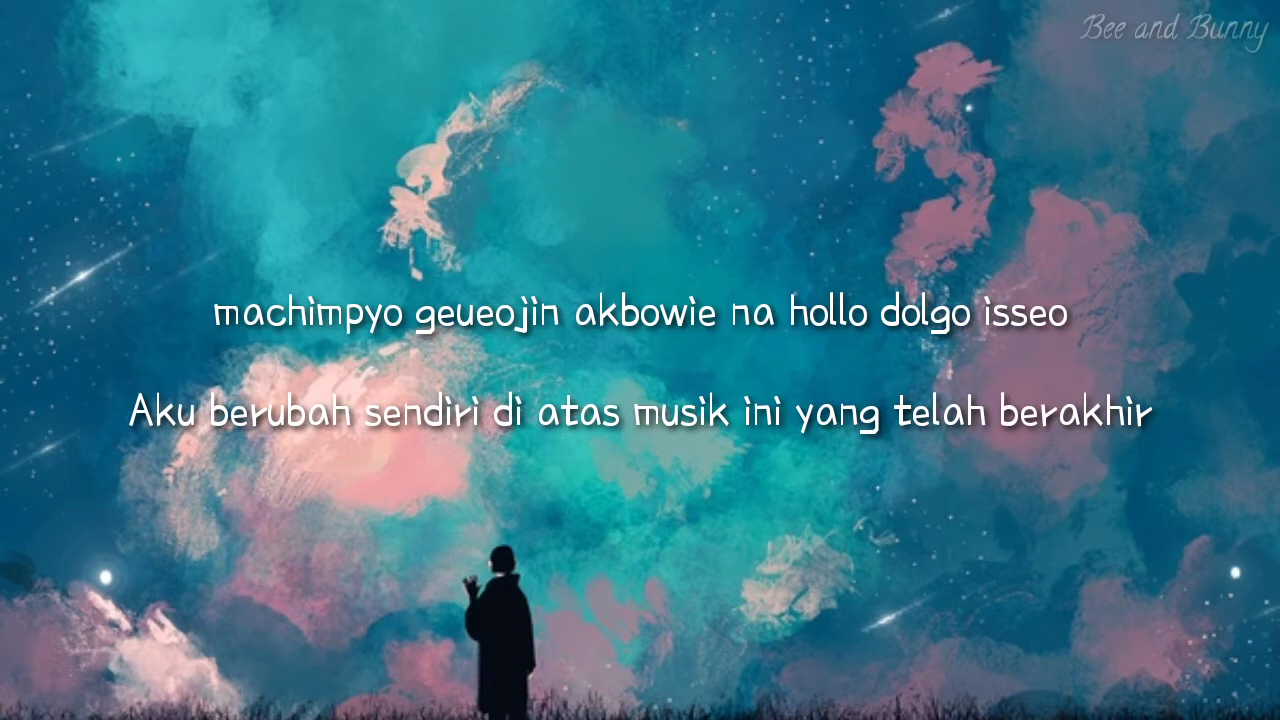 Bee and Bunny
machimpyo geueojin akbowie na hollo dolgo isseo
Aku berubah sendiri di atas musik ini yang telah berakhir